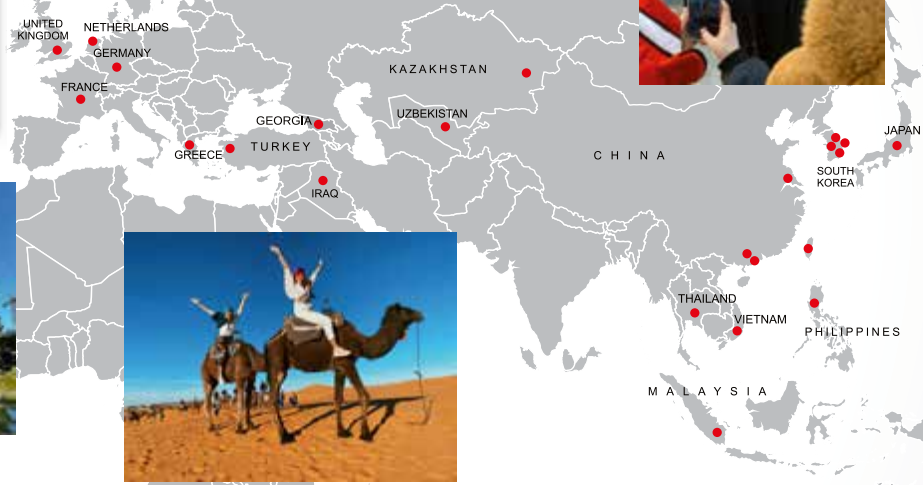 UNITED
KINGDOM
NETHERLANDS
GERMANY
FRANCE
KAZAKHSTAN
GEORGIA
UZBEKISTAN
GREECE
TURKEY
IRAQ
CHINA
JAPAN
SOUTH
KOREA
THAILAND
VIETNAM
PHILIPPINES
MALAYSIA